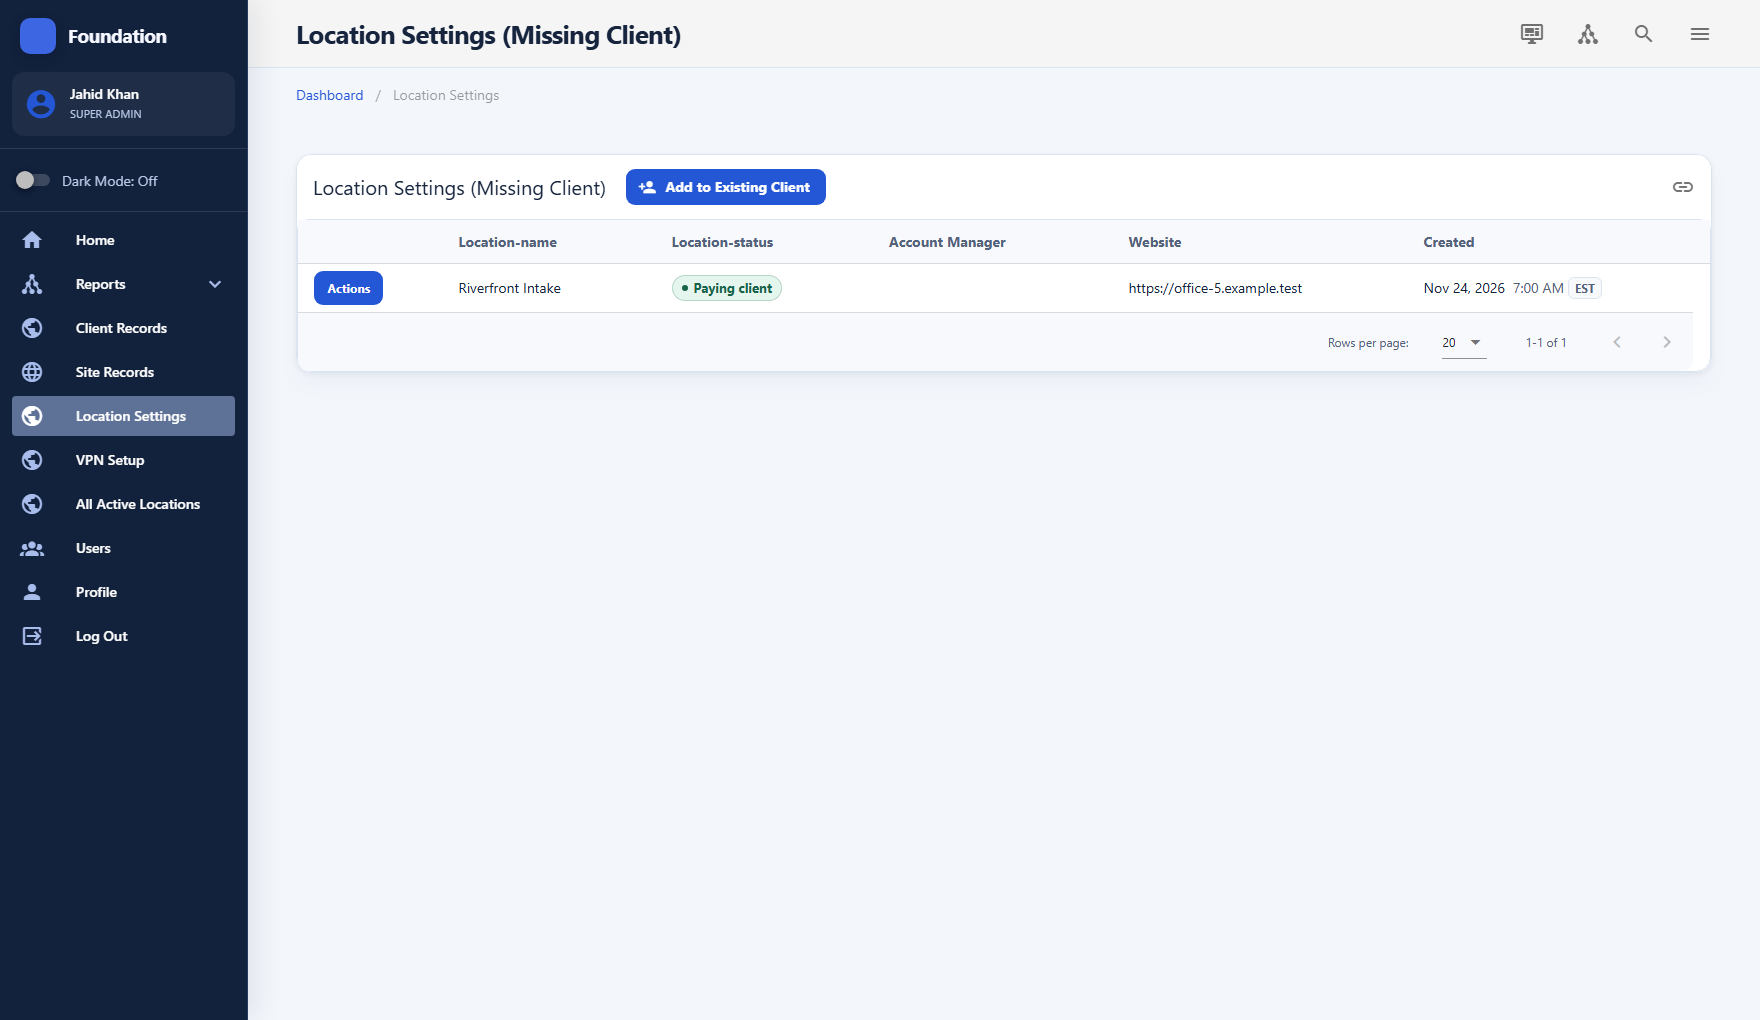 Foundation
Jahid Khan
SUPER ADMIN
Dark Mode: Off
Home
Reports
Client Records
Site Records
Location Settings
VPN Setup
All Active Locations
Users
Profile
Log Out
Location Settings (Missing Client)
Dashboard / Location Settings
Location Settings (Missing Client) Add to Existing Client
Location-name Location-status Account Manager Website Created
Actions Riverfront Intake Paying client https://office-5.example.test Nov 24, 2026 7:00 AM EST
Rows per page: 20 1-1 of 1